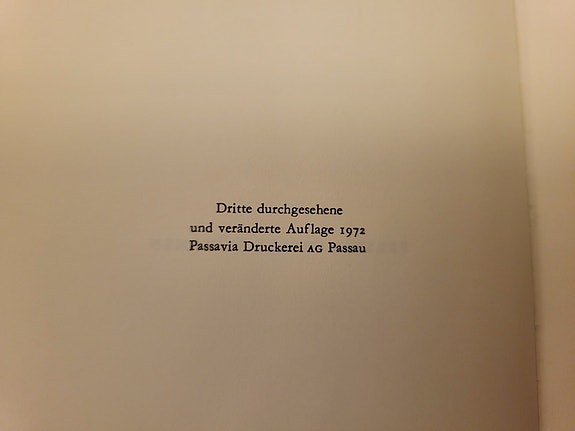 Dritte durchgesehene
und veränderte Auflage 1972
Passavia Druckerei AG Passau